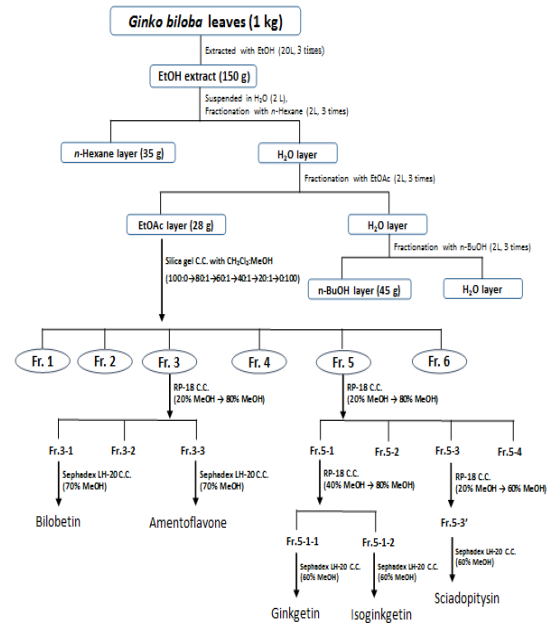 Ginko biloba leaves (1 kg)
Extracted with EtOH (20L, 3 times)
EtOH extract (150 g)
Suspended in H₂O (2 L),
Fractionation with n-Hexane (2L, 3 times)
n-Hexane layer (35 g)
H₂O layer
Fractionation with EtOAc (2L, 3 times)
EtOAc layer (28 g)
H₂O layer
Silica gel C.C. with CH₂Cl₂:MeOH
(100:0→80:1→60:1→40:1→20:1→0:100)
Fractionation with n-BuOH (2L, 3 times)
n-BuOH layer (45 g)
H₂O layer
Fr. 1
Fr. 2
Fr. 3
Fr. 4
Fr. 5
Fr. 6
RP-18 C.C.
(20% MeOH → 80% MeOH)
RP-18 C.C.
(20% MeOH → 80% MeOH)
Fr.3-1
Fr.3-2
Fr.3-3
Fr.5-1
Fr.5-2
Fr.5-3
Fr.5-4
Sephadex LH-20 C.C.
(70% MeOH)
Sephadex LH-20 C.C.
(70% MeOH)
RP-18 C.C.
(40% MeOH → 80% MeOH)
RP-18 C.C.
(20% MeOH → 60% MeOH)
Bilobetin
Amentoflavone
Fr.5-3'
Fr.5-1-1
Fr.5-1-2
Sephadex LH-20 C.C.
(60% MeOH)
Sephadex LH-20 C.C.
(60% MeOH)
Sephadex LH-20 C.C.
(60% MeOH)
Sciadopitysin
Ginkgetin
Isoginkgetin